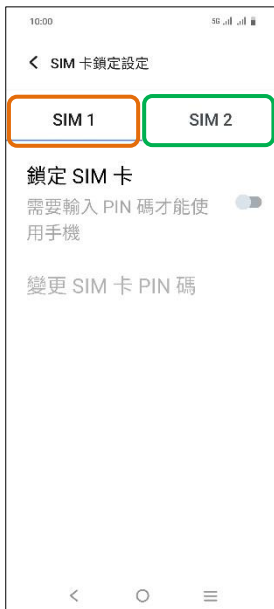 10:00 5G
SIM 卡鎖定設定
SIM 1 SIM 2
鎖定 SIM 卡
需要輸入 PIN 碼才能使
用手機
變更 SIM 卡 PIN 碼